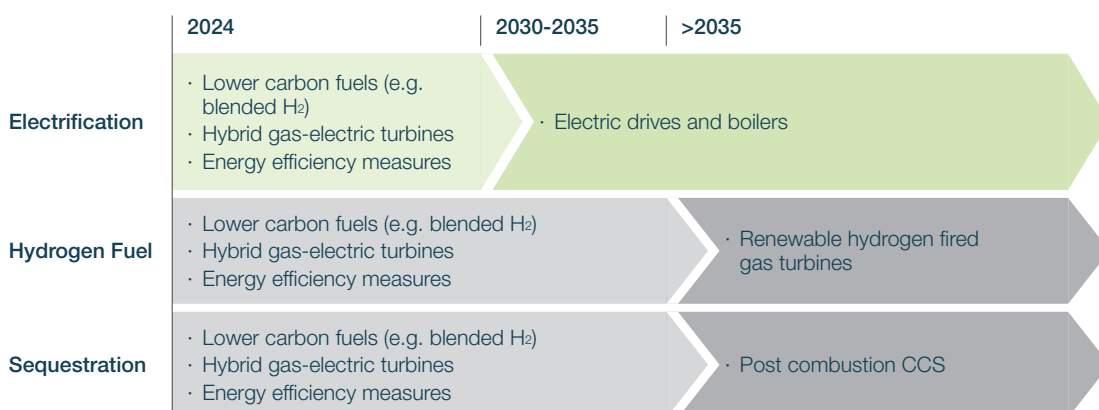 2024
2030-2035
>2035
Electrification
· Lower carbon fuels (e.g.
blended H₂)
· Hybrid gas-electric turbines
· Energy efficiency measures
· Electric drives and boilers
Hydrogen Fuel
· Lower carbon fuels (e.g. blended H₂)
· Hybrid gas-electric turbines
· Energy efficiency measures
· Renewable hydrogen fired
gas turbines
Sequestration
· Lower carbon fuels (e.g. blended H₂)
· Hybrid gas-electric turbines
· Energy efficiency measures
· Post combustion CCS